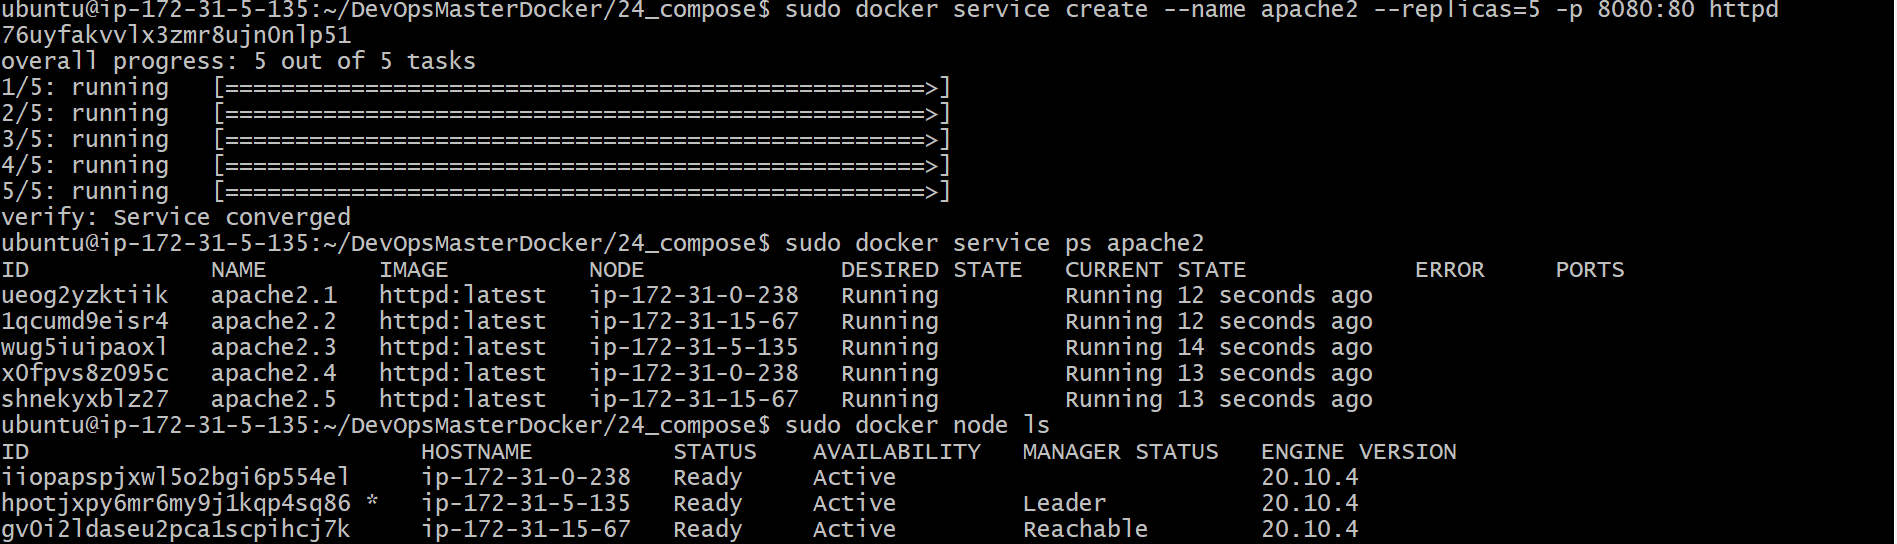 ubuntu@ip-172-31-5-135:~/DevOpsMasterDocker/24_compose$ sudo docker service create --name apache2 --replicas=5 -p 8080:80 httpd
76uyfakvvlx3zmr8ujn0nlp51
overall progress: 5 out of 5 tasks
1/5: running   [==================================================>]
2/5: running   [==================================================>]
3/5: running   [==================================================>]
4/5: running   [==================================================>]
5/5: running   [==================================================>]
verify: Service converged
ubuntu@ip-172-31-5-135:~/DevOpsMasterDocker/24_compose$ sudo docker service ps apache2
ID             NAME        IMAGE          NODE              DESIRED STATE   CURRENT STATE            ERROR     PORTS
ueog2yzktiik   apache2.1   httpd:latest   ip-172-31-0-238   Running         Running 12 seconds ago
1qcumd9eisr4   apache2.2   httpd:latest   ip-172-31-15-67   Running         Running 12 seconds ago
wug5iuipaoxl   apache2.3   httpd:latest   ip-172-31-5-135   Running         Running 14 seconds ago
x0fpvs8z095c   apache2.4   httpd:latest   ip-172-31-0-238   Running         Running 13 seconds ago
shnekyxblz27   apache2.5   httpd:latest   ip-172-31-15-67   Running         Running 13 seconds ago
ubuntu@ip-172-31-5-135:~/DevOpsMasterDocker/24_compose$ sudo docker node ls
ID                            HOSTNAME          STATUS    AVAILABILITY   MANAGER STATUS   ENGINE VERSION
iiopapspjxwl5o2bgi6p554el     ip-172-31-0-238   Ready     Active                          20.10.4
hpotjxpy6mr6my9j1kqp4sq86 *   ip-172-31-5-135   Ready     Active         Leader           20.10.4
gv0i2ldaseu2pca1scpihcj7k     ip-172-31-15-67   Ready     Active         Reachable        20.10.4